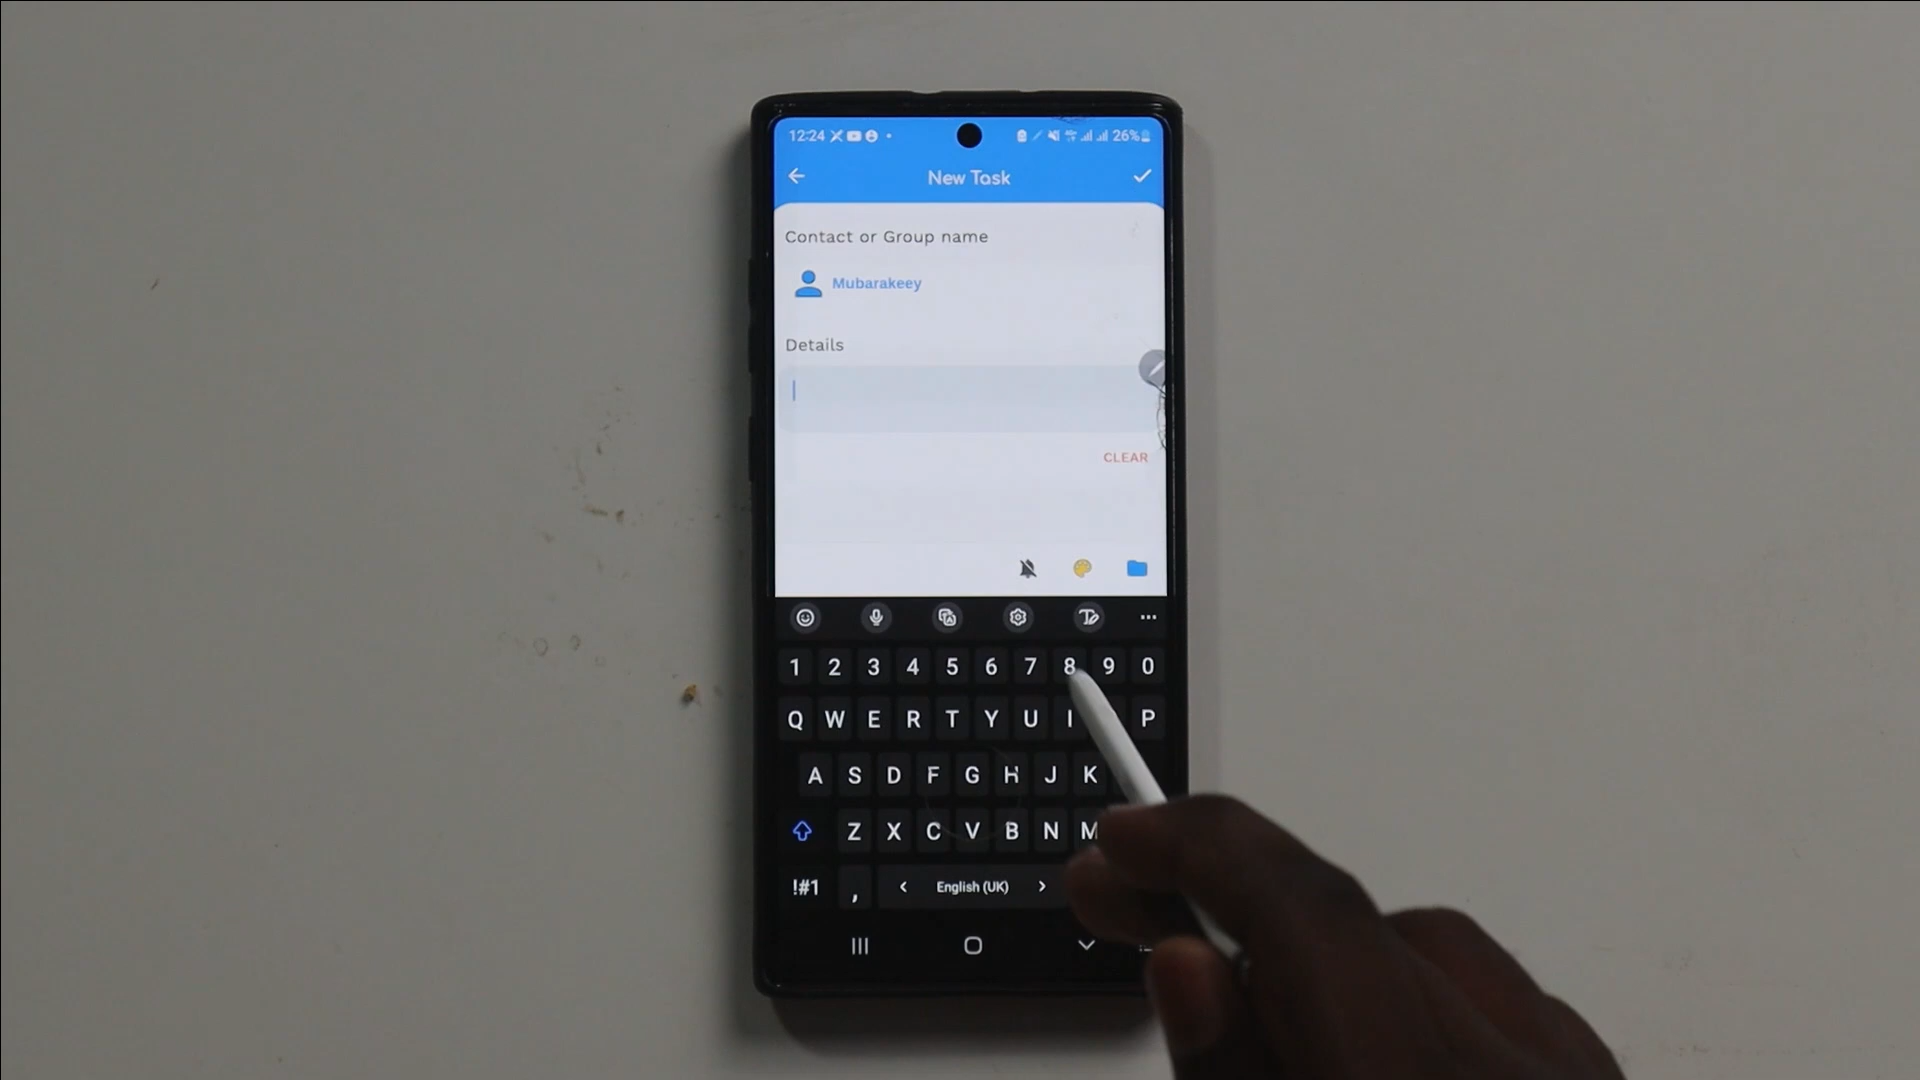 12:24 26%
New Task
Contact or Group name
Mubarakeey
Details
CLEAR
1 2 3 4 5 6 7 8 9 0
Q W E R T Y U I P
A S D F G H J K
Z X C V B N M
!#1 , < English (UK) >